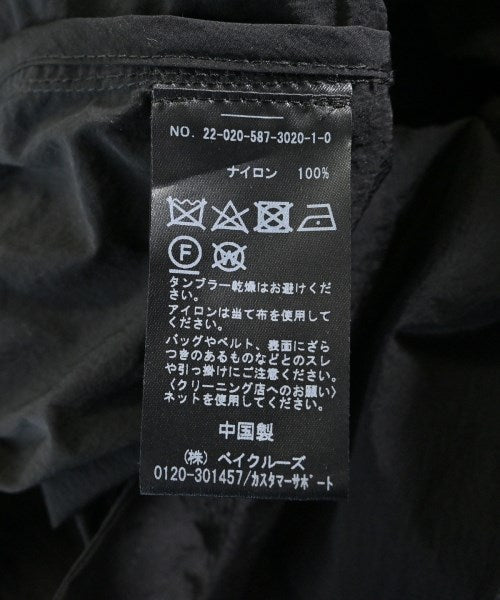 NO. 22-020-587-3020-1-0
ナイロン 100%
F W
タンブラー乾燥はお避けくだ
さい。
アイロンは当て布を使用して
ください。
バッグやベルト、表面にざら
つきのあるものなどとのスレ
や引っ掛けにご注意ください。
〈クリーニング店へのお願い〉
ネットを使用してください。
中国製
(株) ベイクルーズ
0120-301457/カスタマーサポート